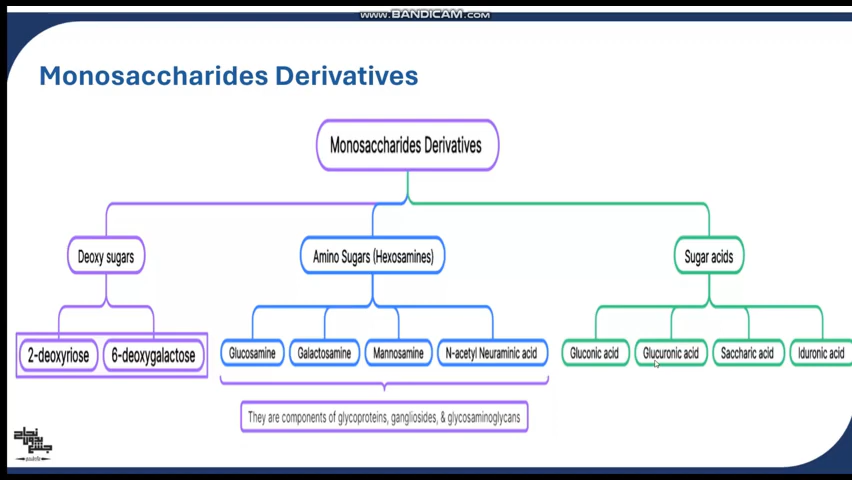 www.BANDICAM.com
Monosaccharides Derivatives
Monosaccharides Derivatives
Deoxy sugars
Amino Sugars (Hexosamines)
Sugar acids
2-deoxyriose
6-deoxygalactose
Glucosamine
Galactosamine
Mannosamine
N-acetyl Neuraminic acid
Gluconic acid
Glucuronic acid
Saccharic acid
Iduronic acid
They are components of glycoproteins, gangliosides, & glycosaminoglycans